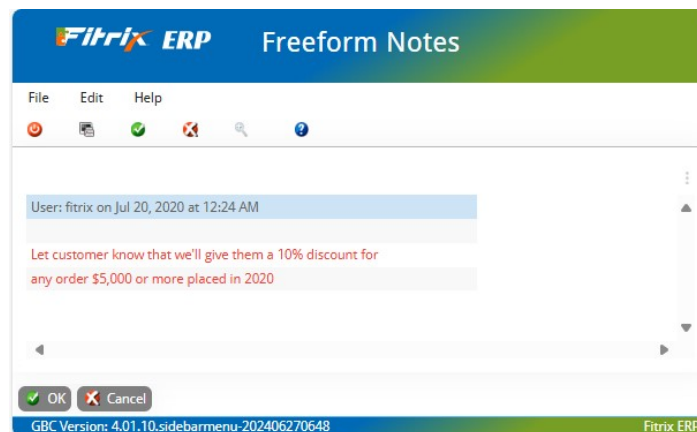 Fitrix ERP Freeform Notes
File Edit Help
User: fitrix on Jul 20, 2020 at 12:24 AM
Let customer know that we'll give them a 10% discount for
any order $5,000 or more placed in 2020
OK Cancel
GBC Version: 4.01.10.sidebarmenu-202406270648 Fitrix ERP